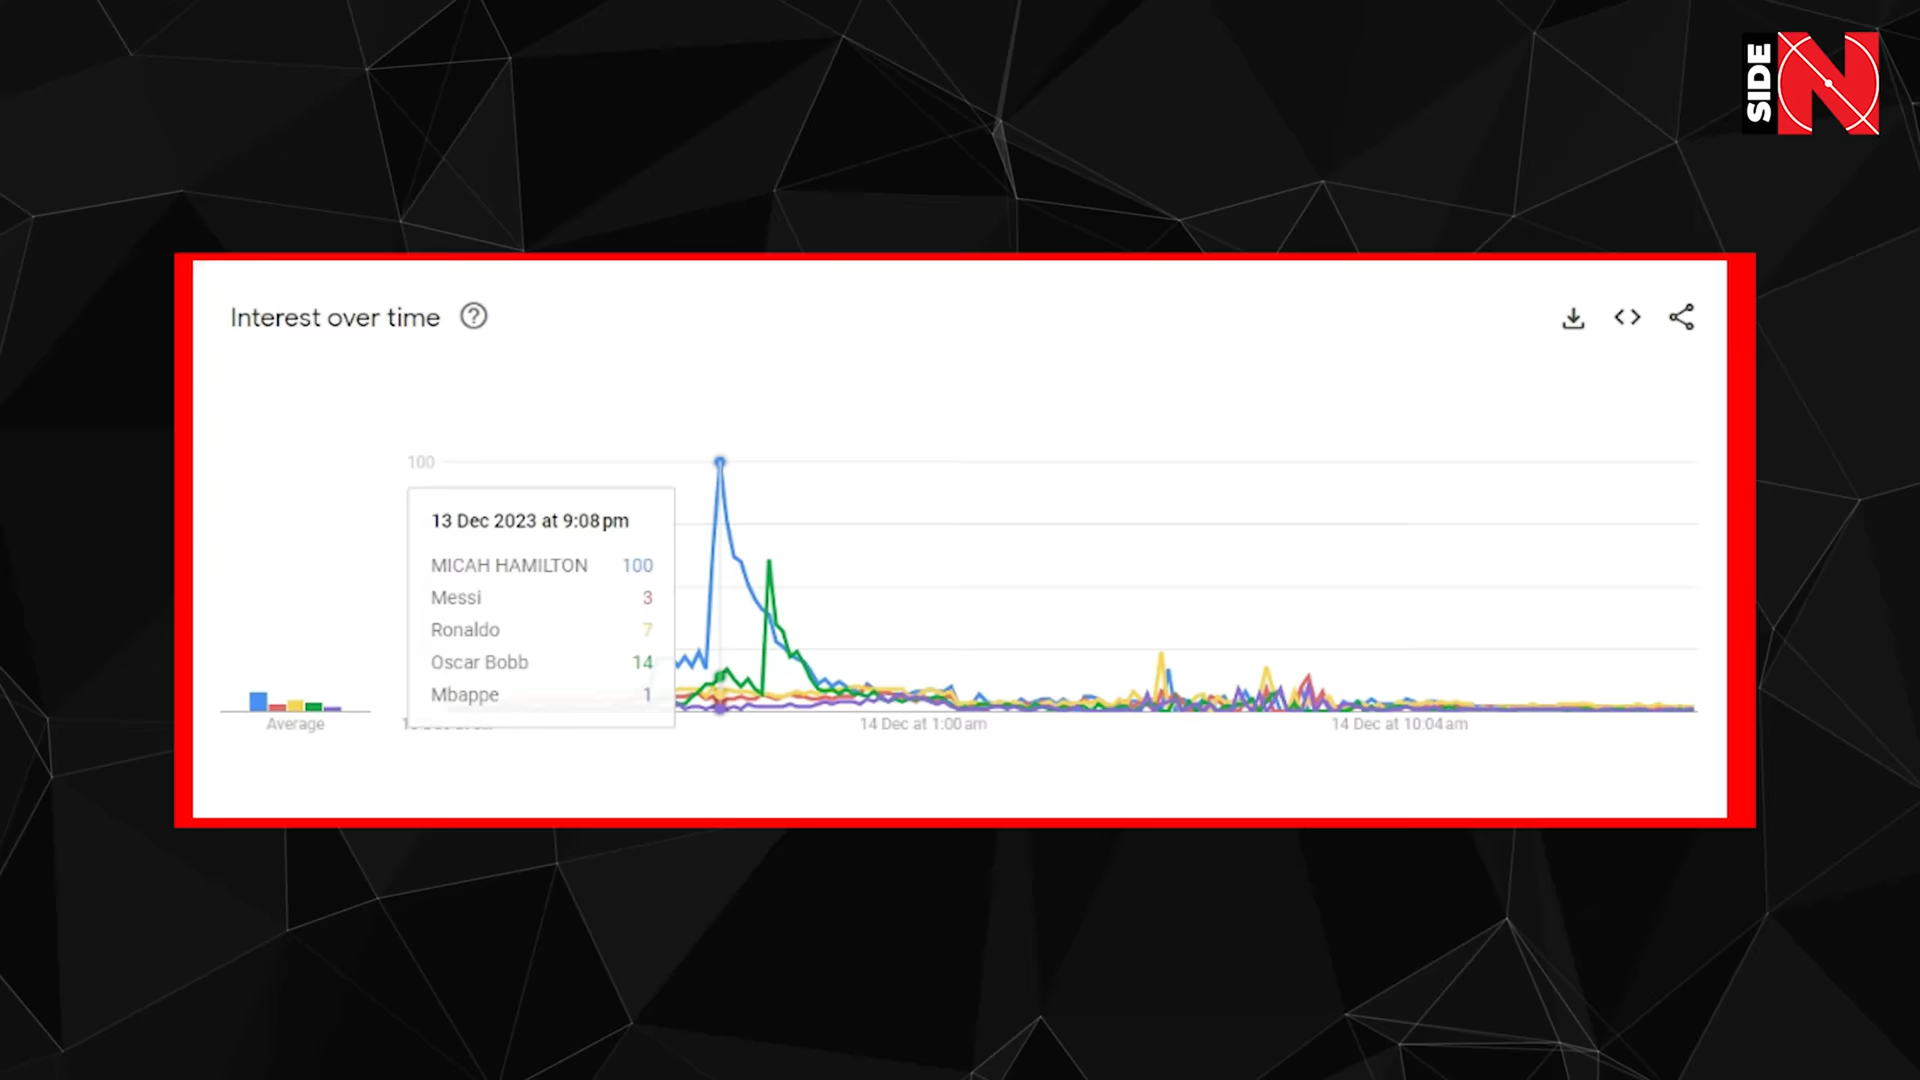 SIDE N
Interest over time
100
13 Dec 2023 at 9:08 pm
MICAH HAMILTON 100
Messi 3
Ronaldo 7
Oscar Bobb 14
Mbappe 1
Average
14 Dec at 1:00 am
14 Dec at 10.04 am